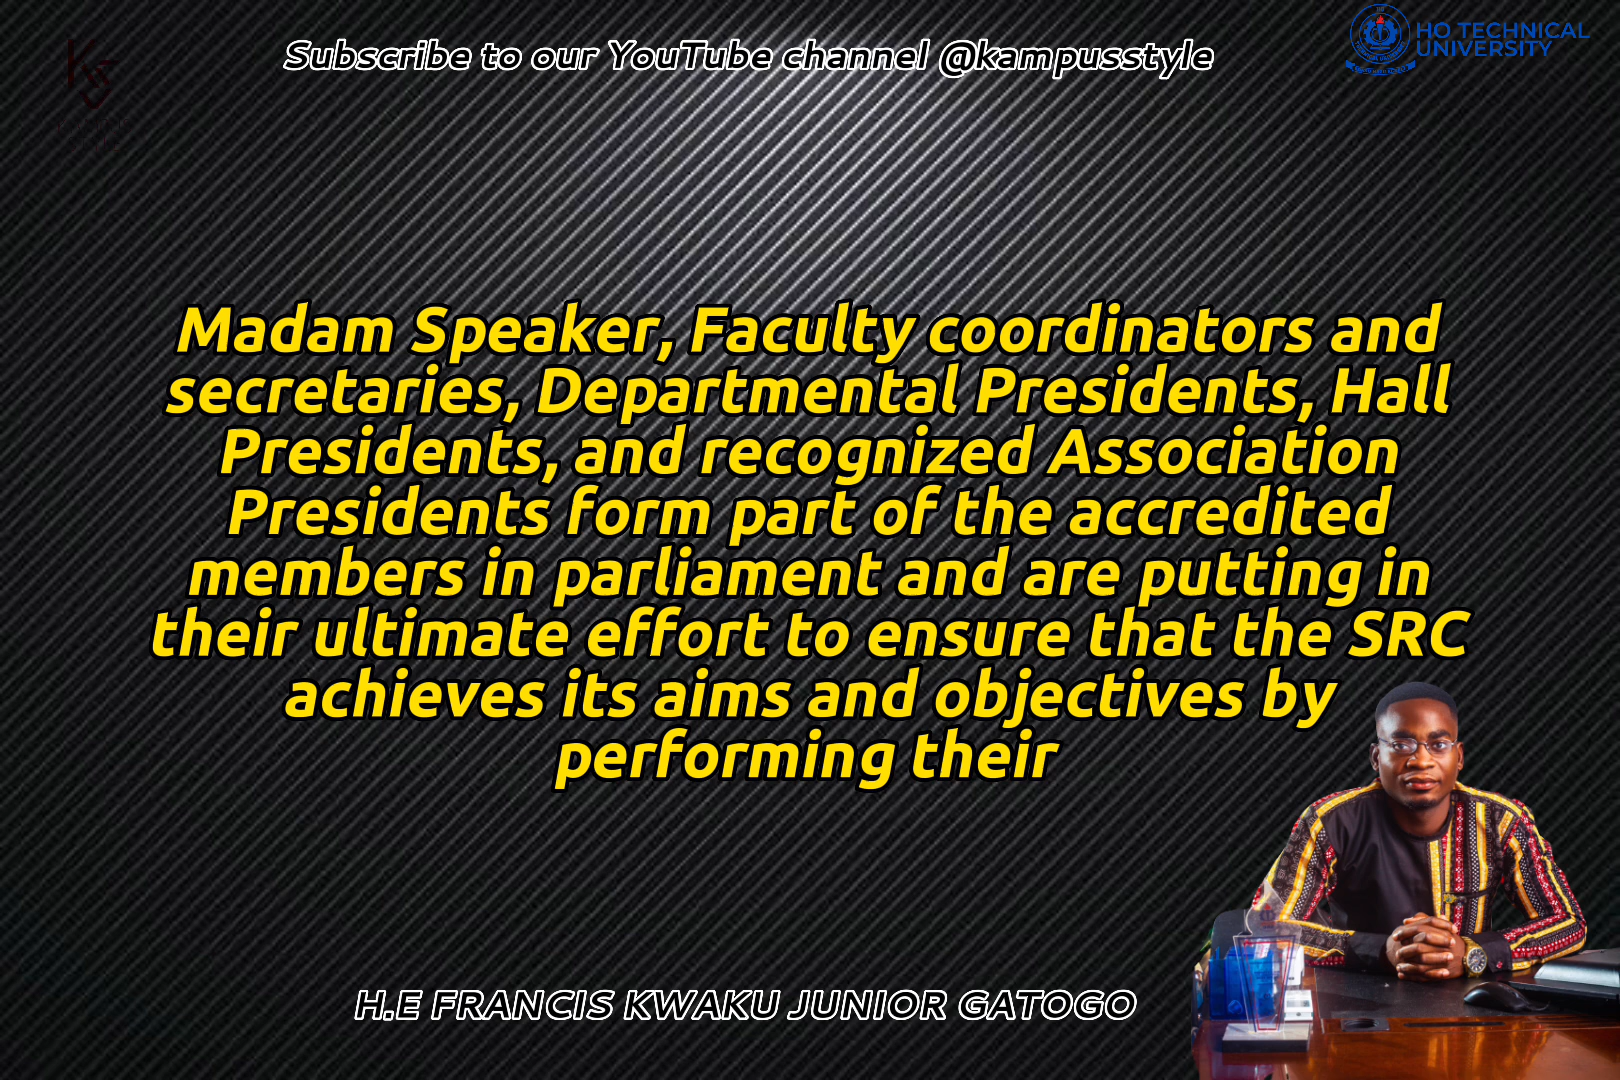 Subscribe to our YouTube channel @kampusstyle
HO TECHNICAL
UNIVERSITY
Madam Speaker, Faculty coordinators and
secretaries, Departmental Presidents, Hall
Presidents, and recognized Association
Presidents form part of the accredited
members in parliament and are putting in
their ultimate effort to ensure that the SRC
achieves its aims and objectives by
performing their
H.E FRANCIS KWAKU JUNIOR GATOGO